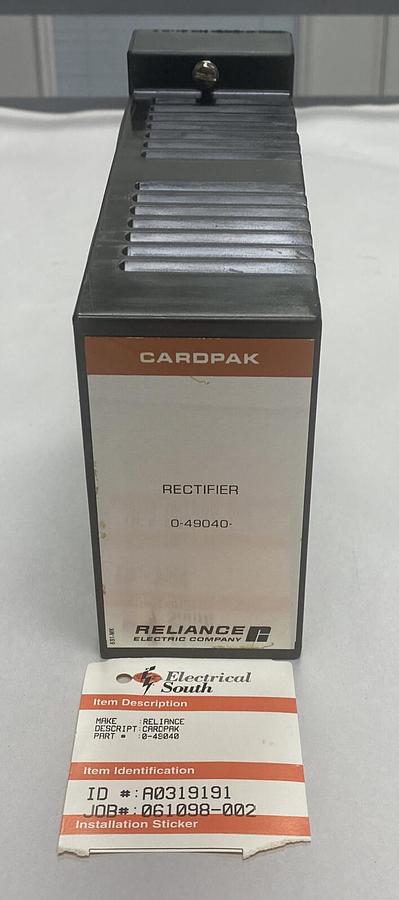 CARDPAK
RECTIFIER
0-49040-
RELIANCE
ELECTRIC COMPANY
Electrical
South
Item Description
MAKE :RELIANCE
DESCRIPT:CARDPAK
PART # :0-49040
Item Identification
ID #:A0319191
JOB#:061098-002
Installation Sticker